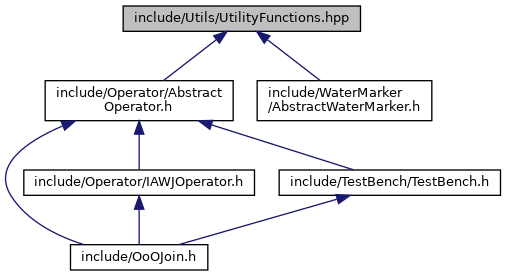 include/Utils/UtilityFunctions.hpp
include/Operator/Abstract
Operator.h
include/WaterMarker
/AbstractWaterMarker.h
include/Operator/IAWJOperator.h
include/TestBench/TestBench.h
include/OoOJoin.h